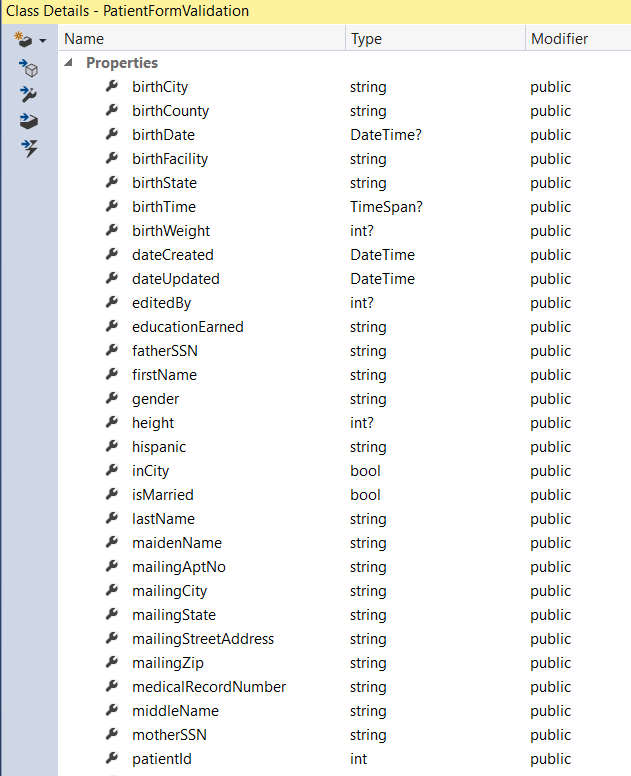 Class Details - PatientFormValidation
Name Type Modifier
Properties
birthCity string public
birthCounty string public
birthDate DateTime? public
birthFacility string public
birthState string public
birthTime TimeSpan? public
birthWeight int? public
dateCreated DateTime public
dateUpdated DateTime public
editedBy int? public
educationEarned string public
fatherSSN string public
firstName string public
gender string public
height int? public
hispanic string public
inCity bool public
isMarried bool public
lastName string public
maidenName string public
mailingAptNo string public
mailingCity string public
mailingState string public
mailingStreetAddress string public
mailingZip string public
medicalRecordNumber string public
middleName string public
motherSSN string public
patientId int public